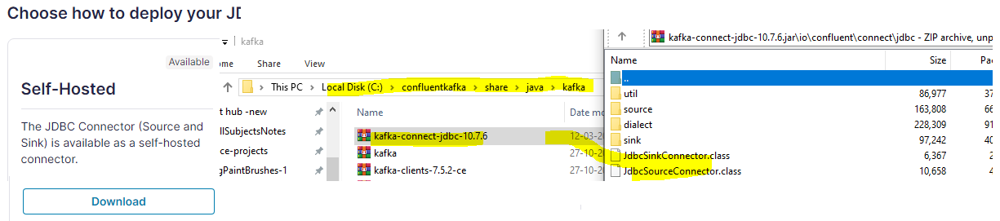 Choose how to deploy your JD
Available
Self-Hosted
The JDBC Connector (Source and
Sink) is available as a self-hosted
connector.
Download
kafka
ome Share View
This PC > Local Disk (C:) > confluentkafka > share > java > kafka
t hub -new
llSubjectsNotes
ce-projects
gPaintBrushes-1
Name Date mo
kafka-connect-jdbc-10.7.6 12-03-20
kafka 27-10-20
kafka-clients-7.5.2-ce 27-10-20
kafka-connect-jdbc-10.7.6.jar\io\confluent\connect\jdbc - ZIP archive, unp
Name Size Pac
..
util 86,977 37
source 163,808 66
dialect 228,309 91
sink 97,242 40
JdbcSinkConnector.class 6,367 2
JdbcSourceConnector.class 10,658 4